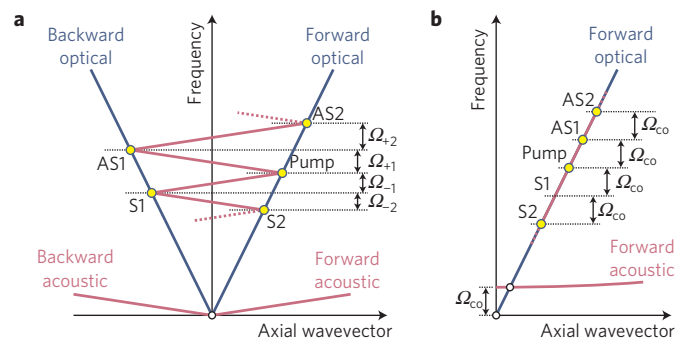 a
Backward
optical
Frequency
Forward
optical
AS2
AS1
Pump
S1
S2
Ω+2
Ω+1
Ω−1
Ω−2
Backward
acoustic
Forward
acoustic
Axial wavevector
b
Frequency
Forward
optical
AS2
AS1
Pump
S1
S2
Ωco
Ωco
Ωco
Ωco
Forward
acoustic
Ωco
Axial wavevector